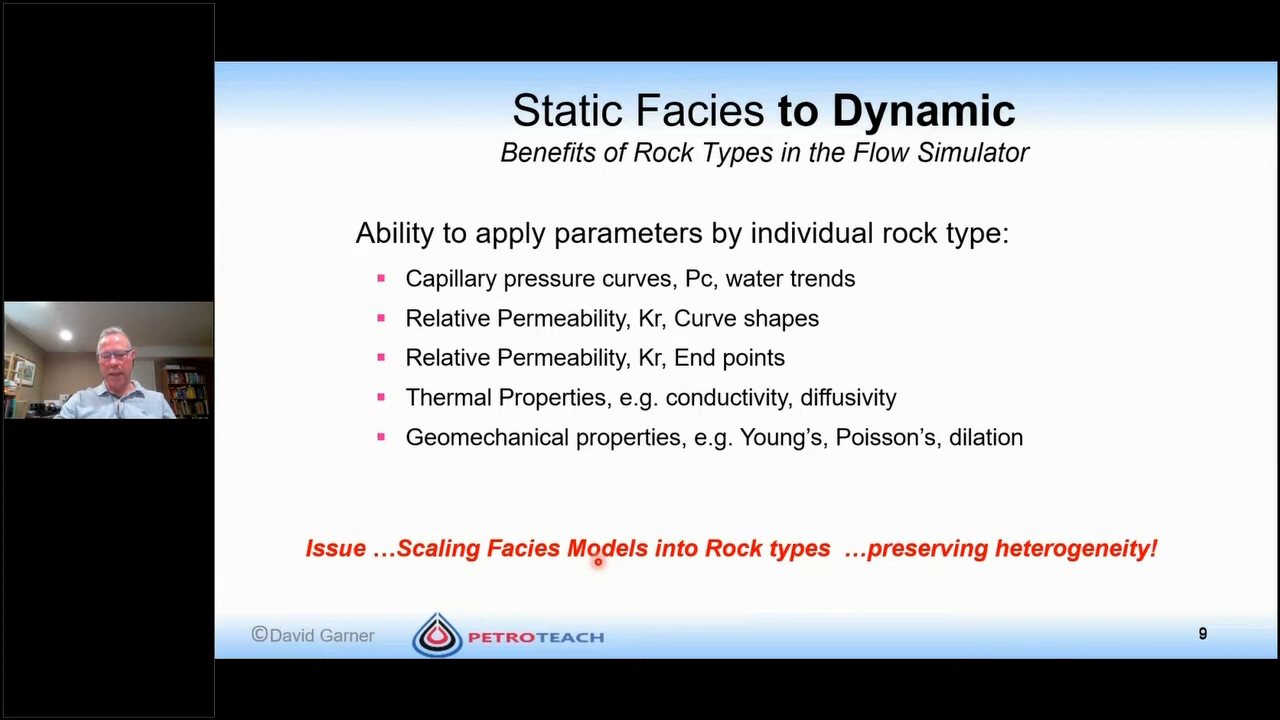 Static Facies to Dynamic
Benefits of Rock Types in the Flow Simulator
Ability to apply parameters by individual rock type:
Capillary pressure curves, Pc, water trends
Relative Permeability, Kr, Curve shapes
Relative Permeability, Kr, End points
Thermal Properties, e.g. conductivity, diffusivity
Geomechanical properties, e.g. Young’s, Poisson’s, dilation
Issue …Scaling Facies Models into Rock types …preserving heterogeneity!
©David Garner
PETROTEACH
9